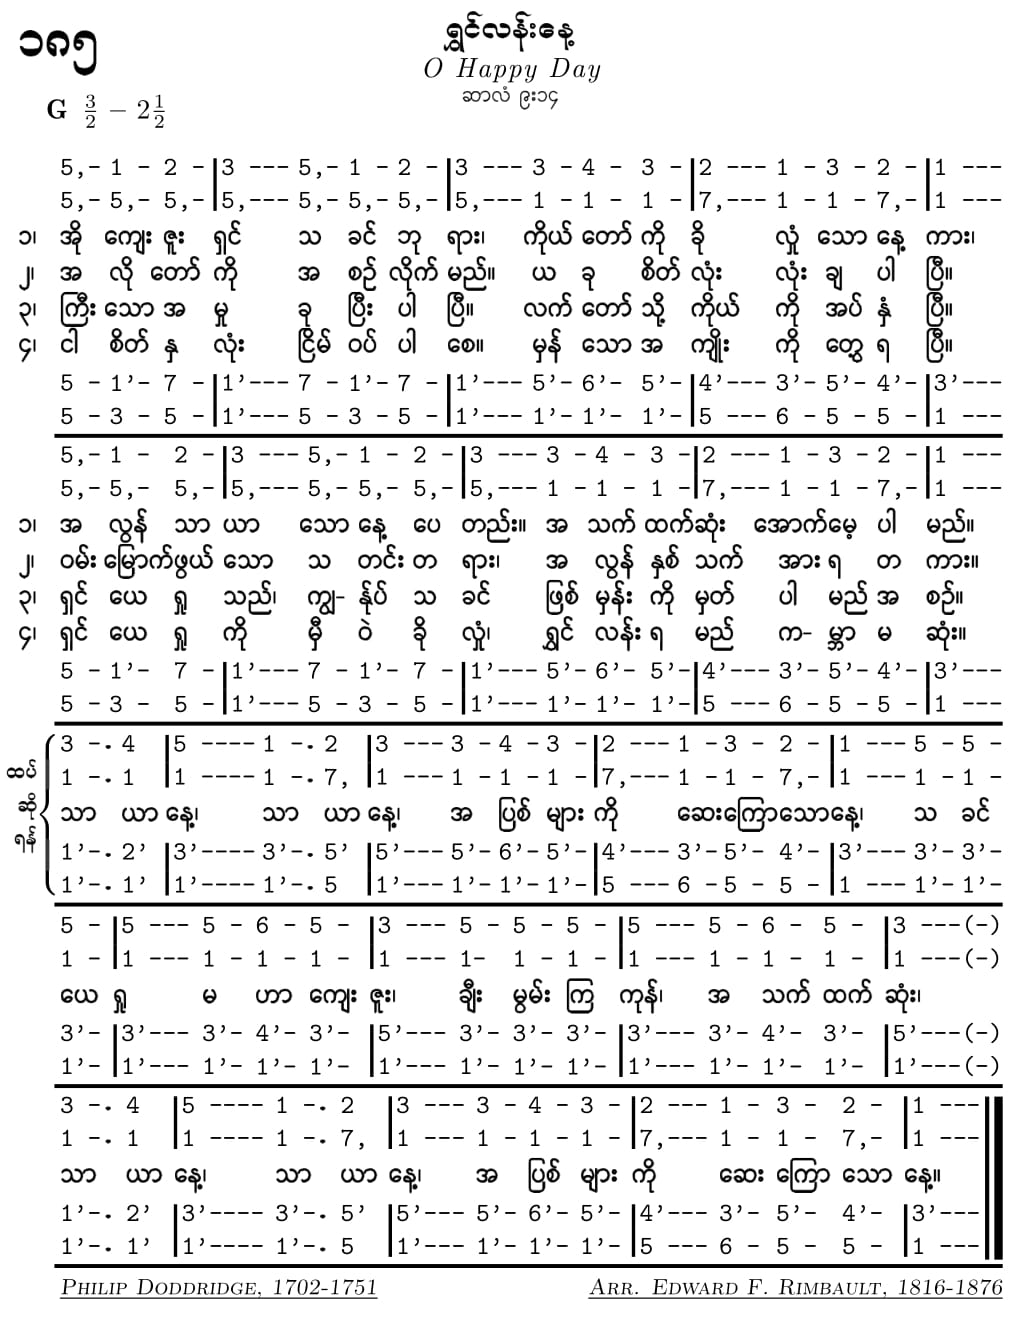 ၁၈၅
ရွှင်လန်းနေ့
O Happy Day
ဆာလံ ၉း၁၄
G 3/2 – 2 1/2
5,- 1 - 2 -|3 --- 5,- 1 - 2 -|3 --- 3 - 4 - 3 -|2 --- 1 - 3 - 2 -|1 ---
5,- 5,- 5,-|5,--- 5,- 5,- 5,-|5,--- 1 - 1 - 1 -|7,--- 1 - 1 - 7,-|1 ---
၁၊ အို ကျေး ဇူး ရှင် သ ခင် ဘု ရား၊ ကိုယ် တော် ကို ခို လှုံ သော နေ့ ကား၊
၂၊ အ လို တော် ကို အ စဉ် လိုက် မည်။ ယ ခု စိတ် လုံး လုံး ချ ပါ ပြီ။
၃၊ ကြီး သော အ မှု ခု ပြီး ပါ ပြီ။ လက် တော် သို့ ကိုယ် ကို အပ် နှံ ပြီ။
၄၊ ငါ စိတ် နှ လုံး ငြိမ် ဝပ် ပါ စေ။ မှန် သော အ ကျိုး ကို တွေ့ ရ ပြီ။
5 - 1’- 7 -|1’--- 7 - 1’- 7 -|1’--- 5’- 6’- 5’-|4’--- 3’- 5’- 4’-|3’---
5 - 3 - 5 -|1’--- 5 - 3 - 5 -|1’--- 1’- 1’- 1’-|5 --- 6 - 5 - 5 -|1 ---
5,- 1 - 2 -|3 --- 5,- 1 - 2 -|3 --- 3 - 4 - 3 -|2 --- 1 - 3 - 2 -|1 ---
5,- 5,- 5,-|5,--- 5,- 5,- 5,-|5,--- 1 - 1 - 1 -|7,--- 1 - 1 - 7,-|1 ---
၁၊ အ လွန် သာ ယာ သော နေ့ ပေ တည်း။ အ သက် ထက်ဆုံး အောက်မေ့ ပါ မည်။
၂၊ ဝမ်း မြောက်ဖွယ် သော သ တင်း တ ရား၊ အ လွန် နှစ် သက် အား ရ တ ကား။
၃၊ ရှင် ယေ ရှု သည်၊ ကျွ- န်ုပ် သ ခင် ဖြစ် မှန်း ကို မှတ် ပါ မည် အ စဉ်။
၄၊ ရှင် ယေ ရှု ကို မှီ ဝဲ ခို လှုံ၊ ရွှင် လန်း ရ မည် က- မ္ဘာ မ ဆုံး။
5 - 1’- 7 -|1’--- 7 - 1’- 7 -|1’--- 5’- 6’- 5’-|4’--- 3’- 5’- 4’-|3’---
5 - 3 - 5 -|1’--- 5 - 3 - 5 -|1’--- 1’- 1’- 1’-|5 --- 6 - 5 - 5 -|1 ---
ထပ်
ဆို
ရန်
3 -. 4 |5 ---- 1 -. 2 |3 --- 3 - 4 -3 -|2 --- 1 -3 - 2 -|1 --- 5 -5 -
1 -. 1 |1 ---- 1 -. 7, |1 --- 1 -1 -1 -|7,--- 1 -1 - 7,-|1 --- 1 -1 -
သာ ယာ နေ့၊ သာ ယာ နေ့၊ အ ပြစ် များ ကို ဆေးကြောသောနေ့၊ သ ခင်
1’-. 2’ |3’---- 3’-. 5’ |5’--- 5’- 6’- 5’-|4’--- 3’- 5’- 4’-|3’--- 3’- 3’-
1’-. 1’ |1’---- 1’-. 5 |1’--- 1’- 1’- 1’-|5 --- 6 -5 - 5 -|1 --- 1’- 1’-
5 -|5 --- 5 - 6 - 5 - |3 --- 5 - 5 - 5 -|5 --- 5 - 6 - 5 - |3 ---(-)
1 -|1 --- 1 - 1 - 1 - |1 --- 1- 1 - 1 -|1 --- 1 - 1 - 1 - |1 ---(-)
ယေ ရှု မ ဟာ ကျေး ဇူး၊ ချီး မွမ်း ကြ ကုန်၊ အ သက် ထက် ဆုံး၊
3’-|3’--- 3’- 4’- 3’- |5’--- 3’- 3’- 3’-|3’--- 3’- 4’- 3’- |5’---(-)
1’-|1’--- 1’- 1’- 1’- |1’--- 1’- 1’- 1’-|1’--- 1’- 1’- 1’- |1’---(-)
3 -. 4 |5 ---- 1 -. 2 |3 --- 3 - 4 - 3 -|2 --- 1 - 3 - 2 - |1 ---
1 -. 1 |1 ---- 1 -. 7, |1 --- 1 - 1 - 1 -|7,--- 1 - 1 - 7,- |1 ---
သာ ယာ နေ့၊ သာ ယာ နေ့၊ အ ပြစ် များ ကို ဆေး ကြော သော နေ့။
1’-. 2’ |3’---- 3’-. 5’ |5’--- 5’- 6’- 5’-|4’--- 3’- 5’- 4’- |3’---
1’-. 1’ |1’---- 1’-. 5 |1’--- 1’- 1’- 1’-|5 --- 6 - 5 - 5 - |1 ---
PHILIP DODDRIDGE, 1702-1751 ARR. EDWARD F. RIMBAULT, 1816-1876